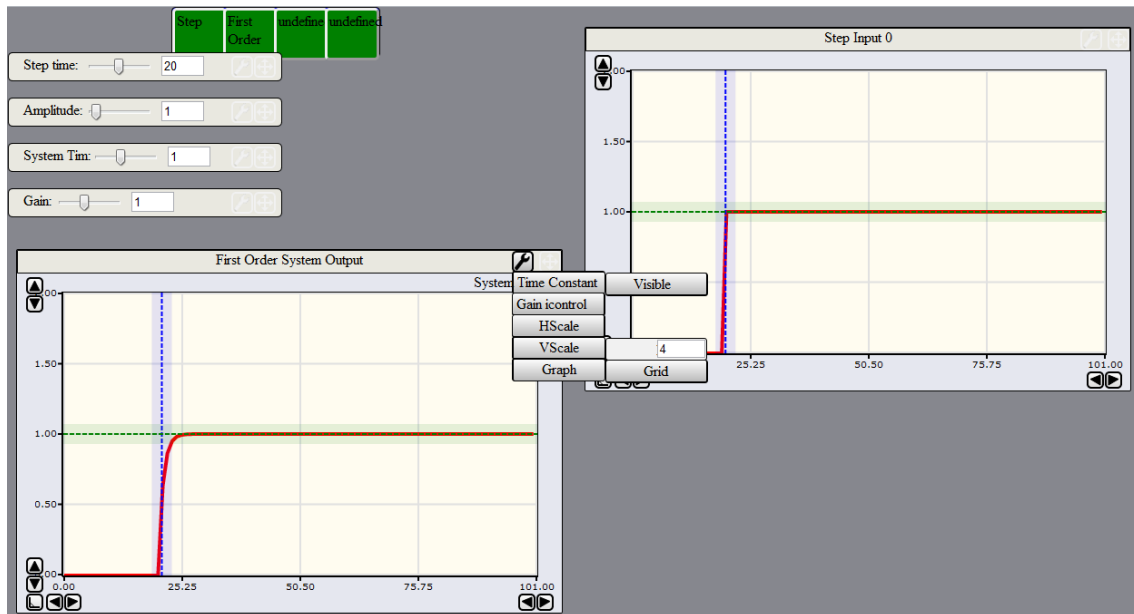 Step First undefine undefined
Order
Step Input 0
Step time: 20
Amplitude: 1
System Tim: 1
Gain: 1
.00
1.50
1.00
25.25 50.50 75.75 101.00
First Order System Output
System
Time Constant Visible
Gain icontrol
HScale
VScale 4
Graph Grid
.00
1.50
1.00
0.50
.00
0.00 25.25 50.50 75.75 101.00